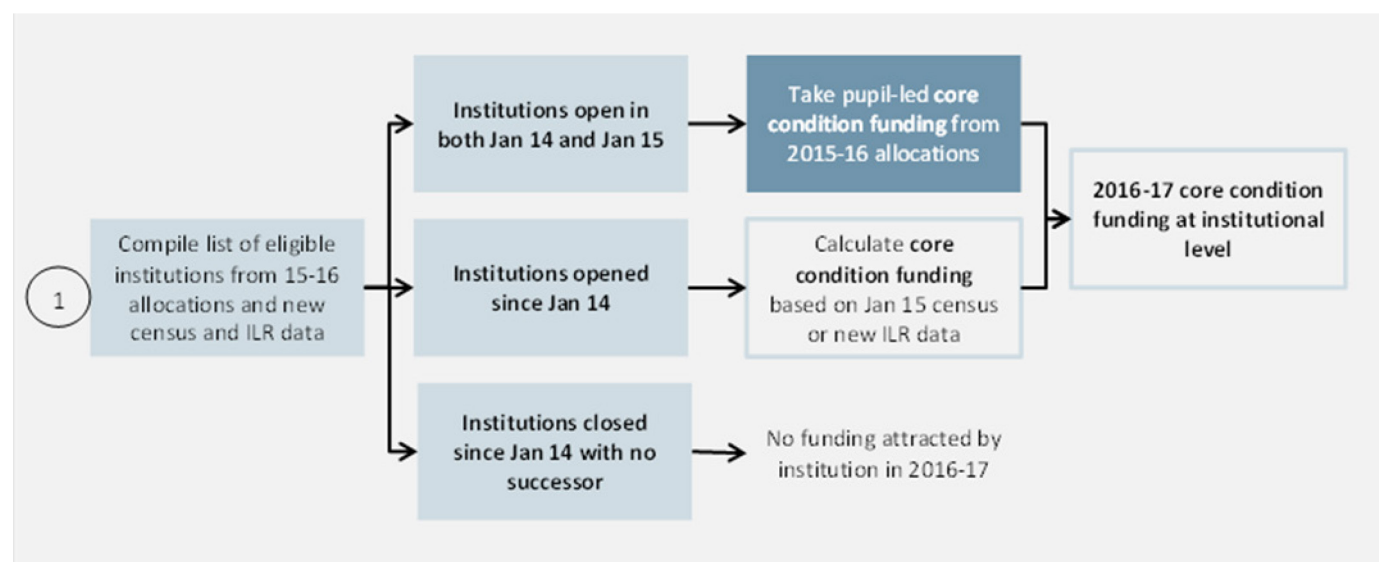 1
Compile list of eligible
institutions from 15-16
allocations and new
census and ILR data
Institutions open in
both Jan 14 and Jan 15
Take pupil-led core
condition funding from
2015-16 allocations
Institutions opened
since Jan 14
Calculate core
condition funding
based on Jan 15 census
or new ILR data
2016-17 core condition
funding at institutional
level
Institutions closed
since Jan 14 with no
successor
No funding attracted by
institution in 2016-17